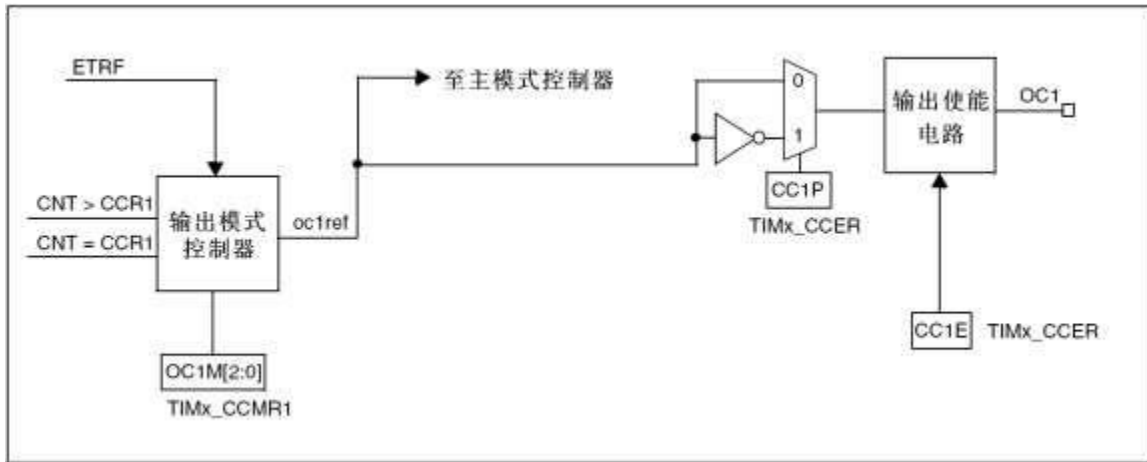 ETRF
至主模式控制器
0
1
输出使能
电路
OC1
CNT > CCR1
CNT = CCR1
输出模式
控制器
oc1ref
CC1P
TIMx_CCER
CC1E
TIMx_CCER
OC1M[2:0]
TIMx_CCMR1